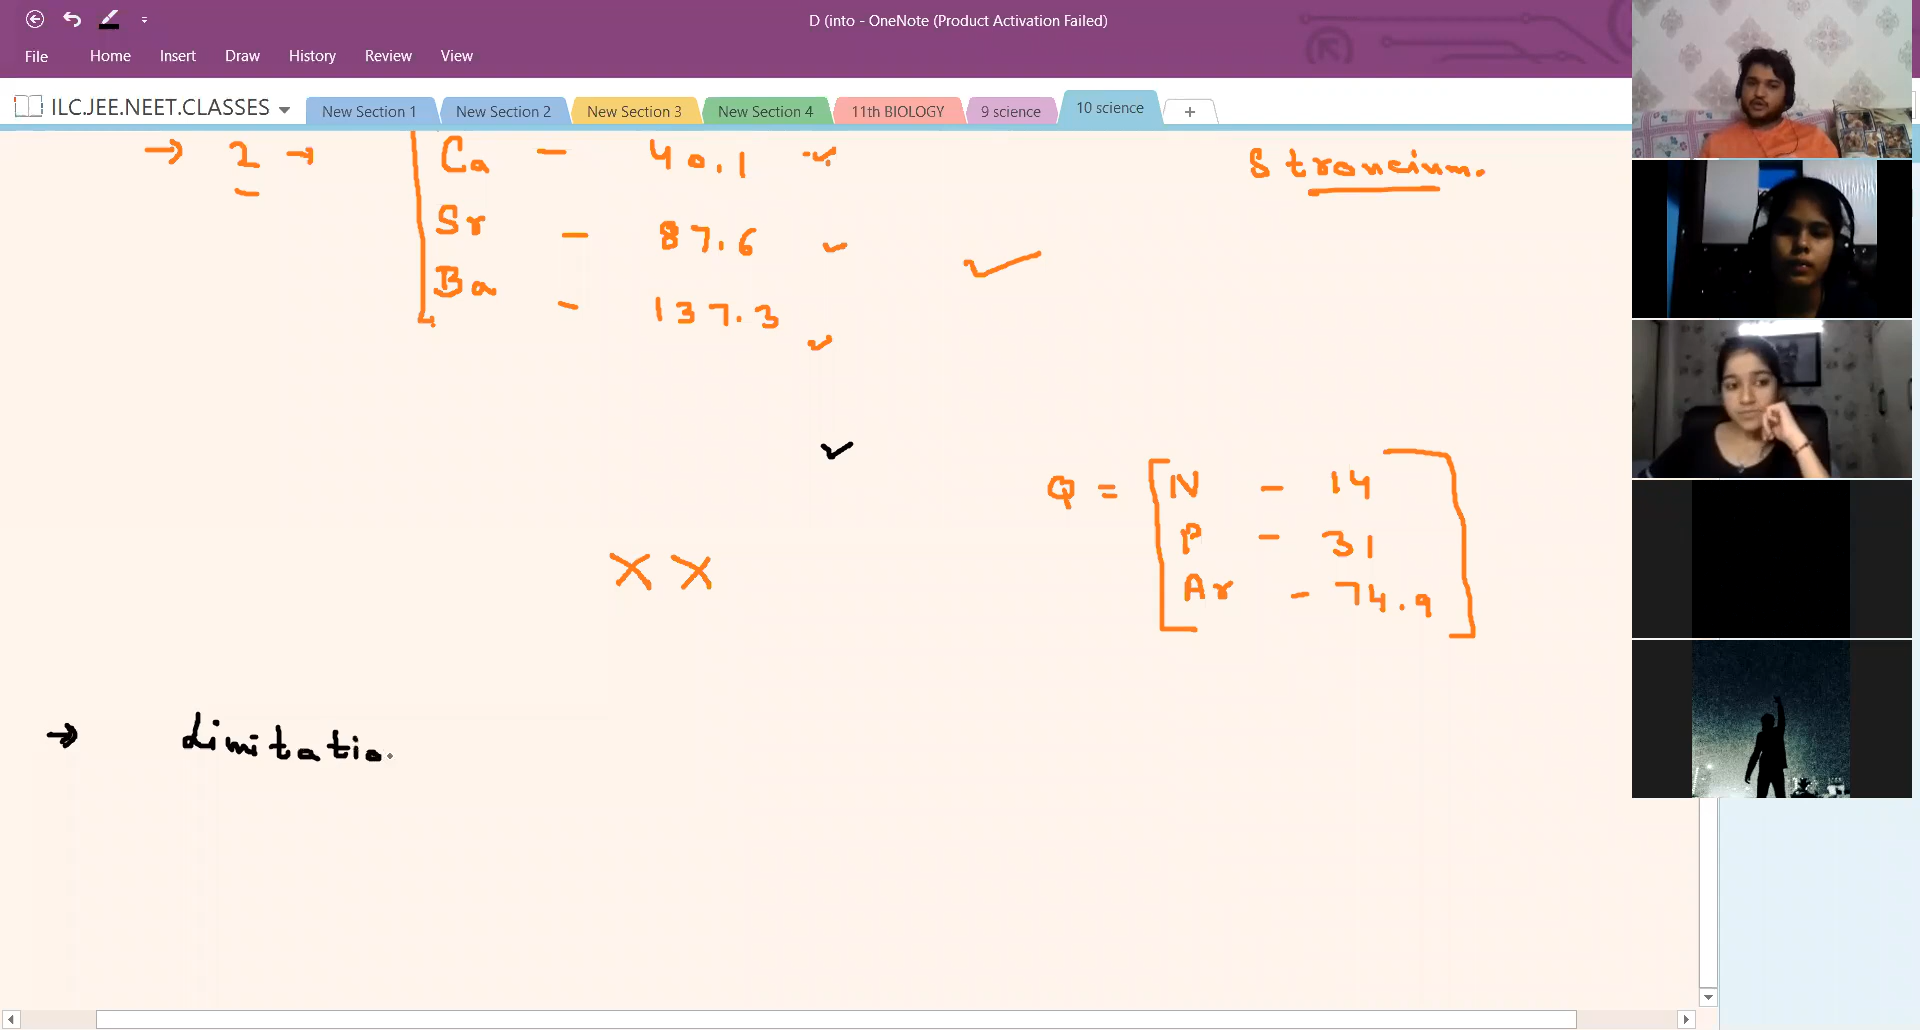 D (into - OneNote (Product Activation Failed)
File Home Insert Draw History Review View
ILC.JEE.NEET.CLASSES New Section 1 New Section 2 New Section 3 New Section 4 11th BIOLOGY 9 science 10 science +
→ 2 → Ca - 40.1 Strancium.
Sr - 87.6
Ba - 137.3
Q = N - 14
P - 31
Ar - 74.9
X X
→ Limitatio